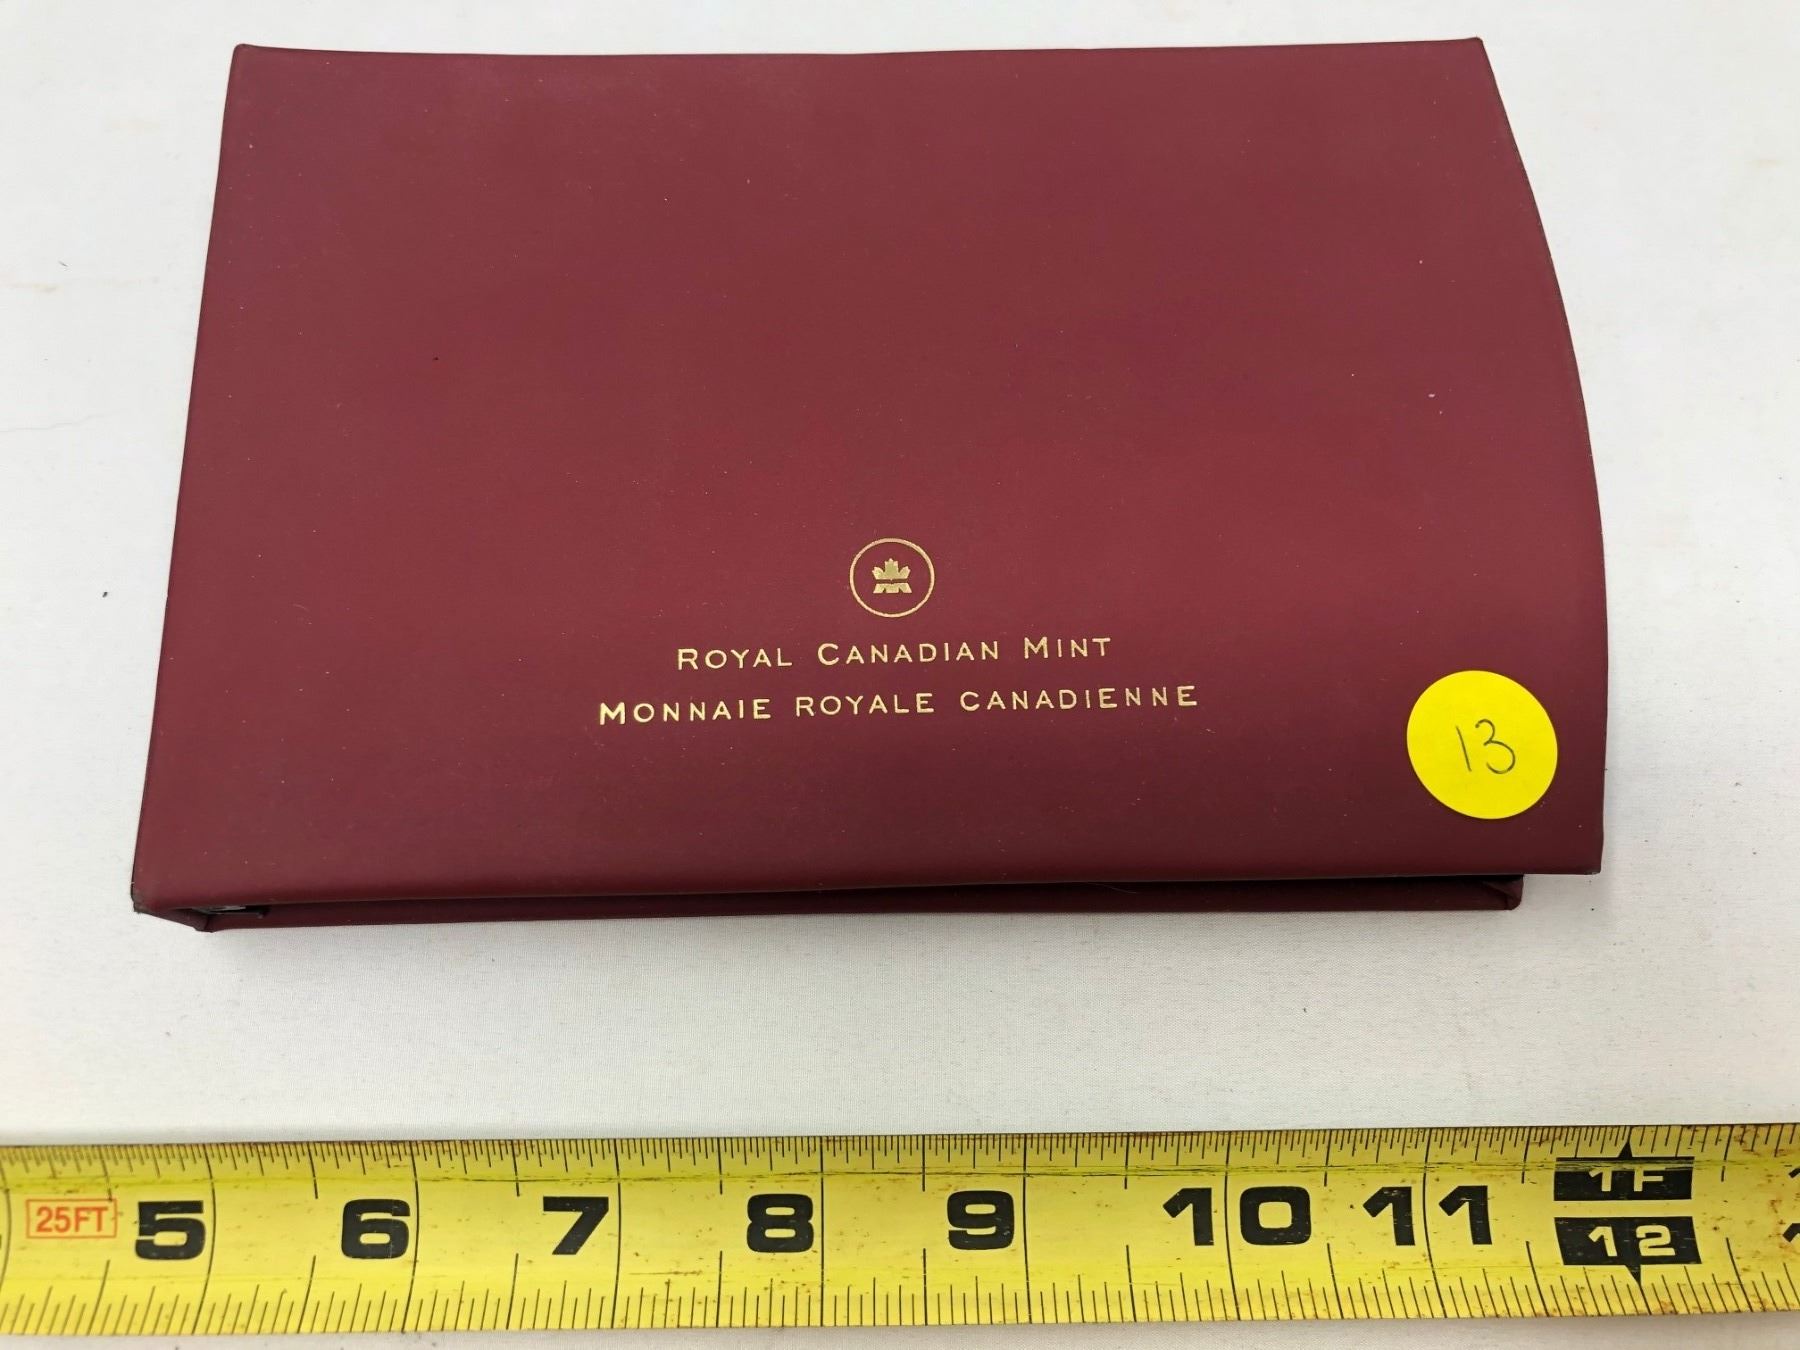 ROYAL CANADIAN MINT
MONNAIE ROYALE CANADIENNE
13
25FT 5 6 7 8 9 10 11 1F
12